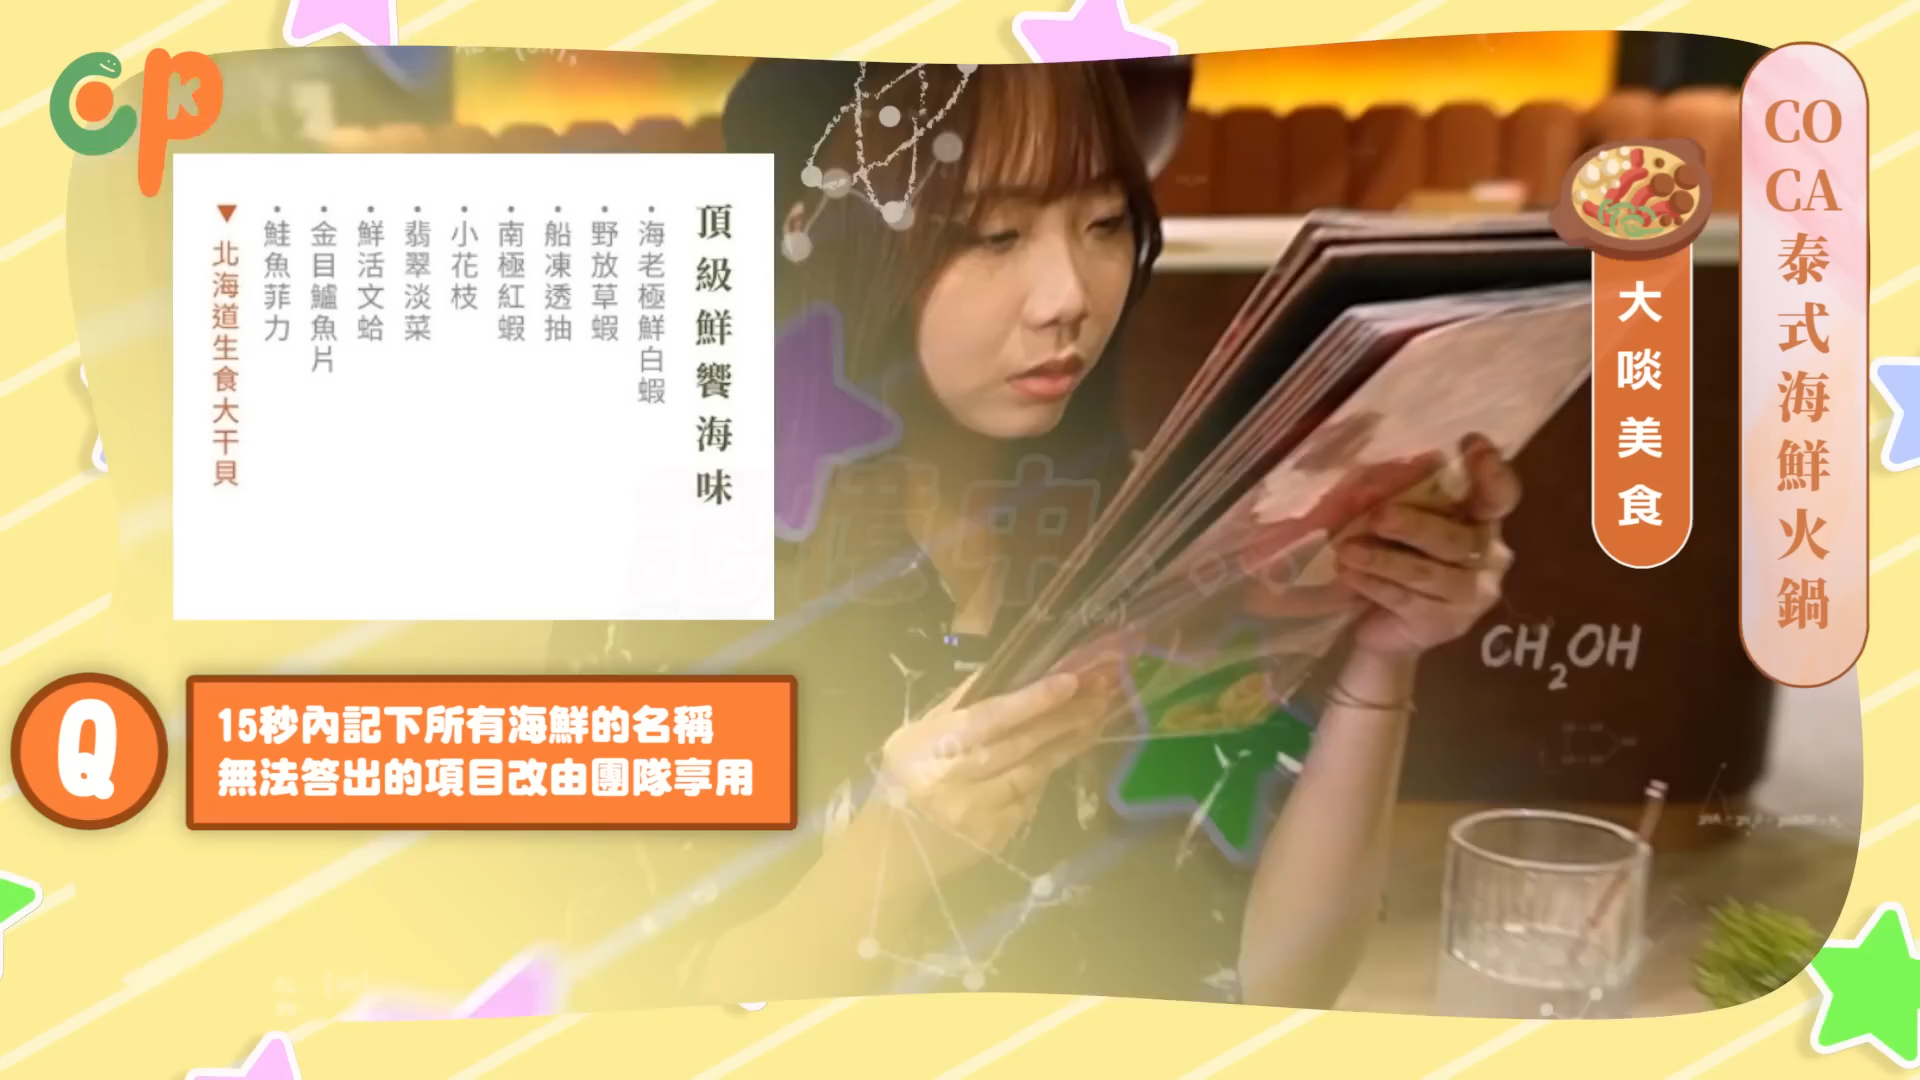 CPK
頂級鮮饗海味
・海老極鮮白蝦
・野放草蝦
・船凍透抽
・南極紅蝦
・小花枝
・翡翠淡菜
・鮮活文蛤
・金目鱸魚片
・鮭魚菲力
▼北海道生食大干貝
記憶中...
Q
15秒內記下所有海鮮的名稱
無法答出的項目改由團隊享用
大啖美食
COCA泰式海鮮火鍋
CH₂OH